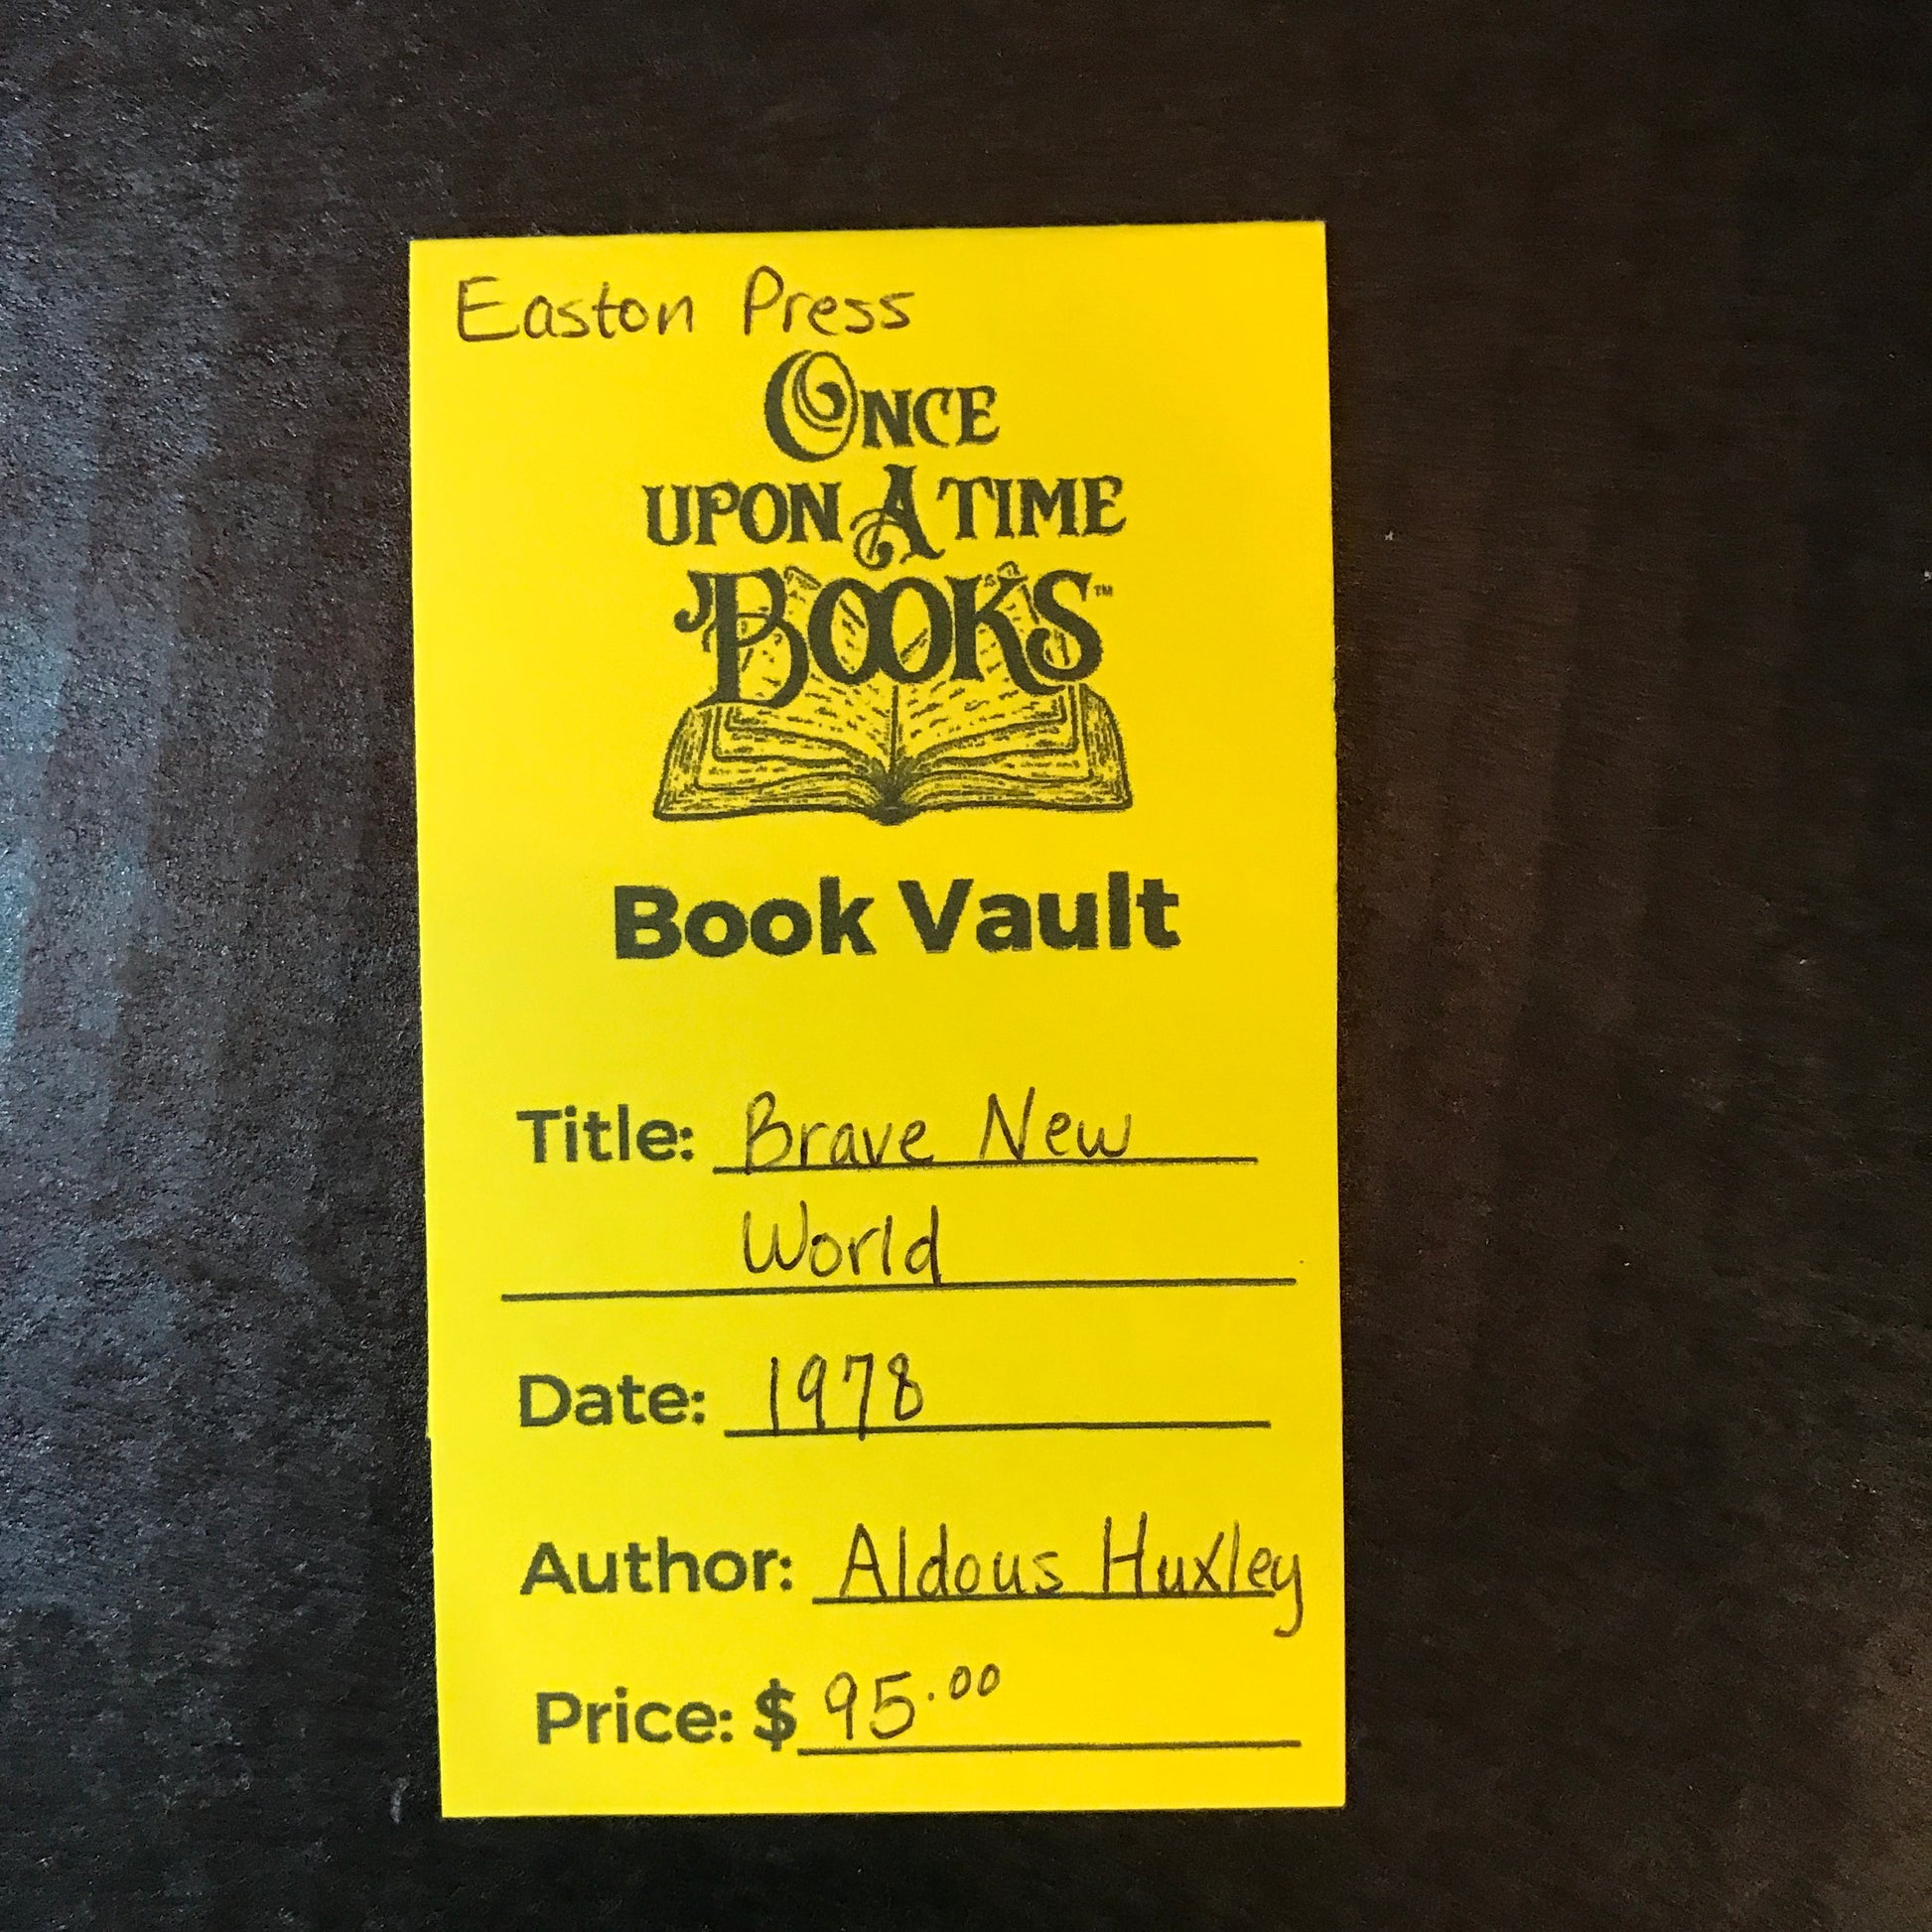 Easton Press
ONCE
UPON A TIME
BOOKS™
Book Vault
Title: Brave New
World
Date: 1978
Author: Aldous Huxley
Price: $ 95.00